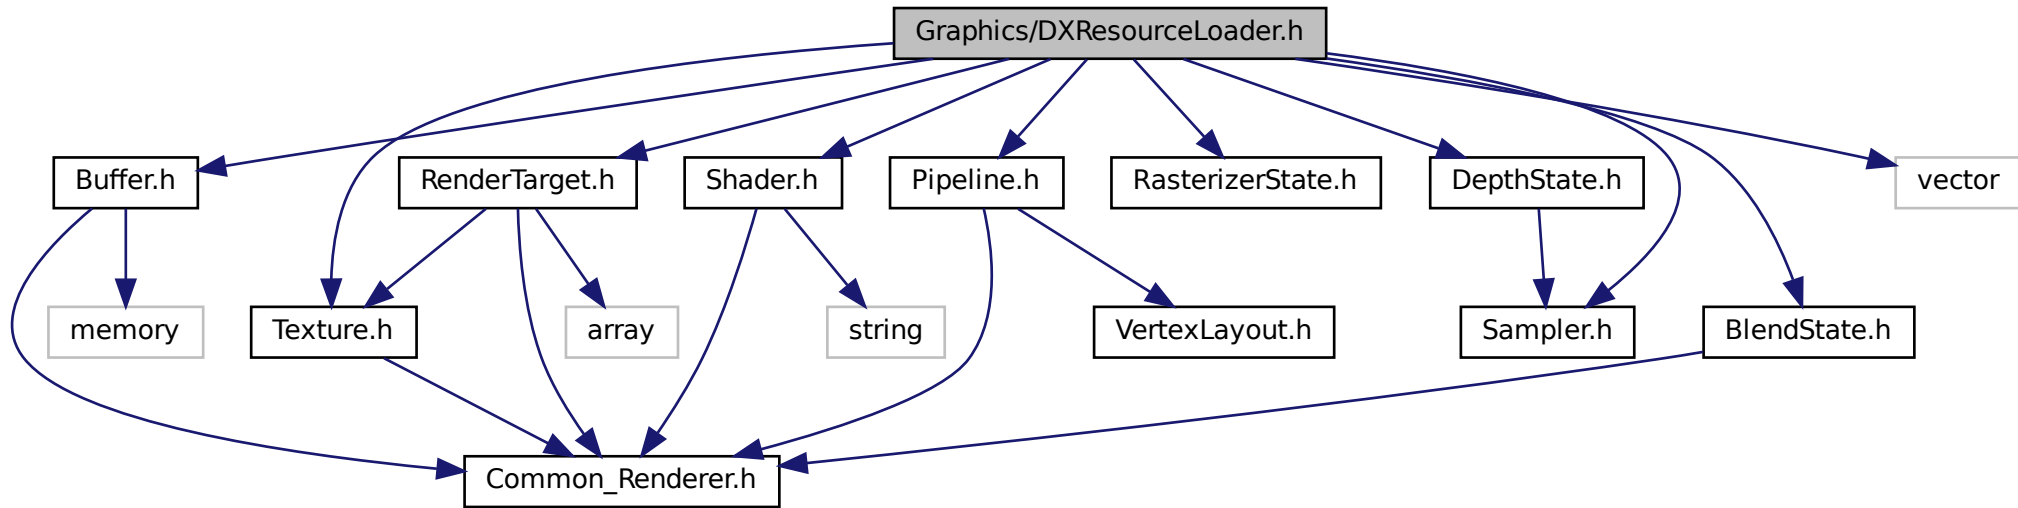 Graphics/DXResourceLoader.h
Buffer.h
RenderTarget.h
Shader.h
Pipeline.h
RasterizerState.h
DepthState.h
vector
memory
Texture.h
array
string
VertexLayout.h
Sampler.h
BlendState.h
Common_Renderer.h